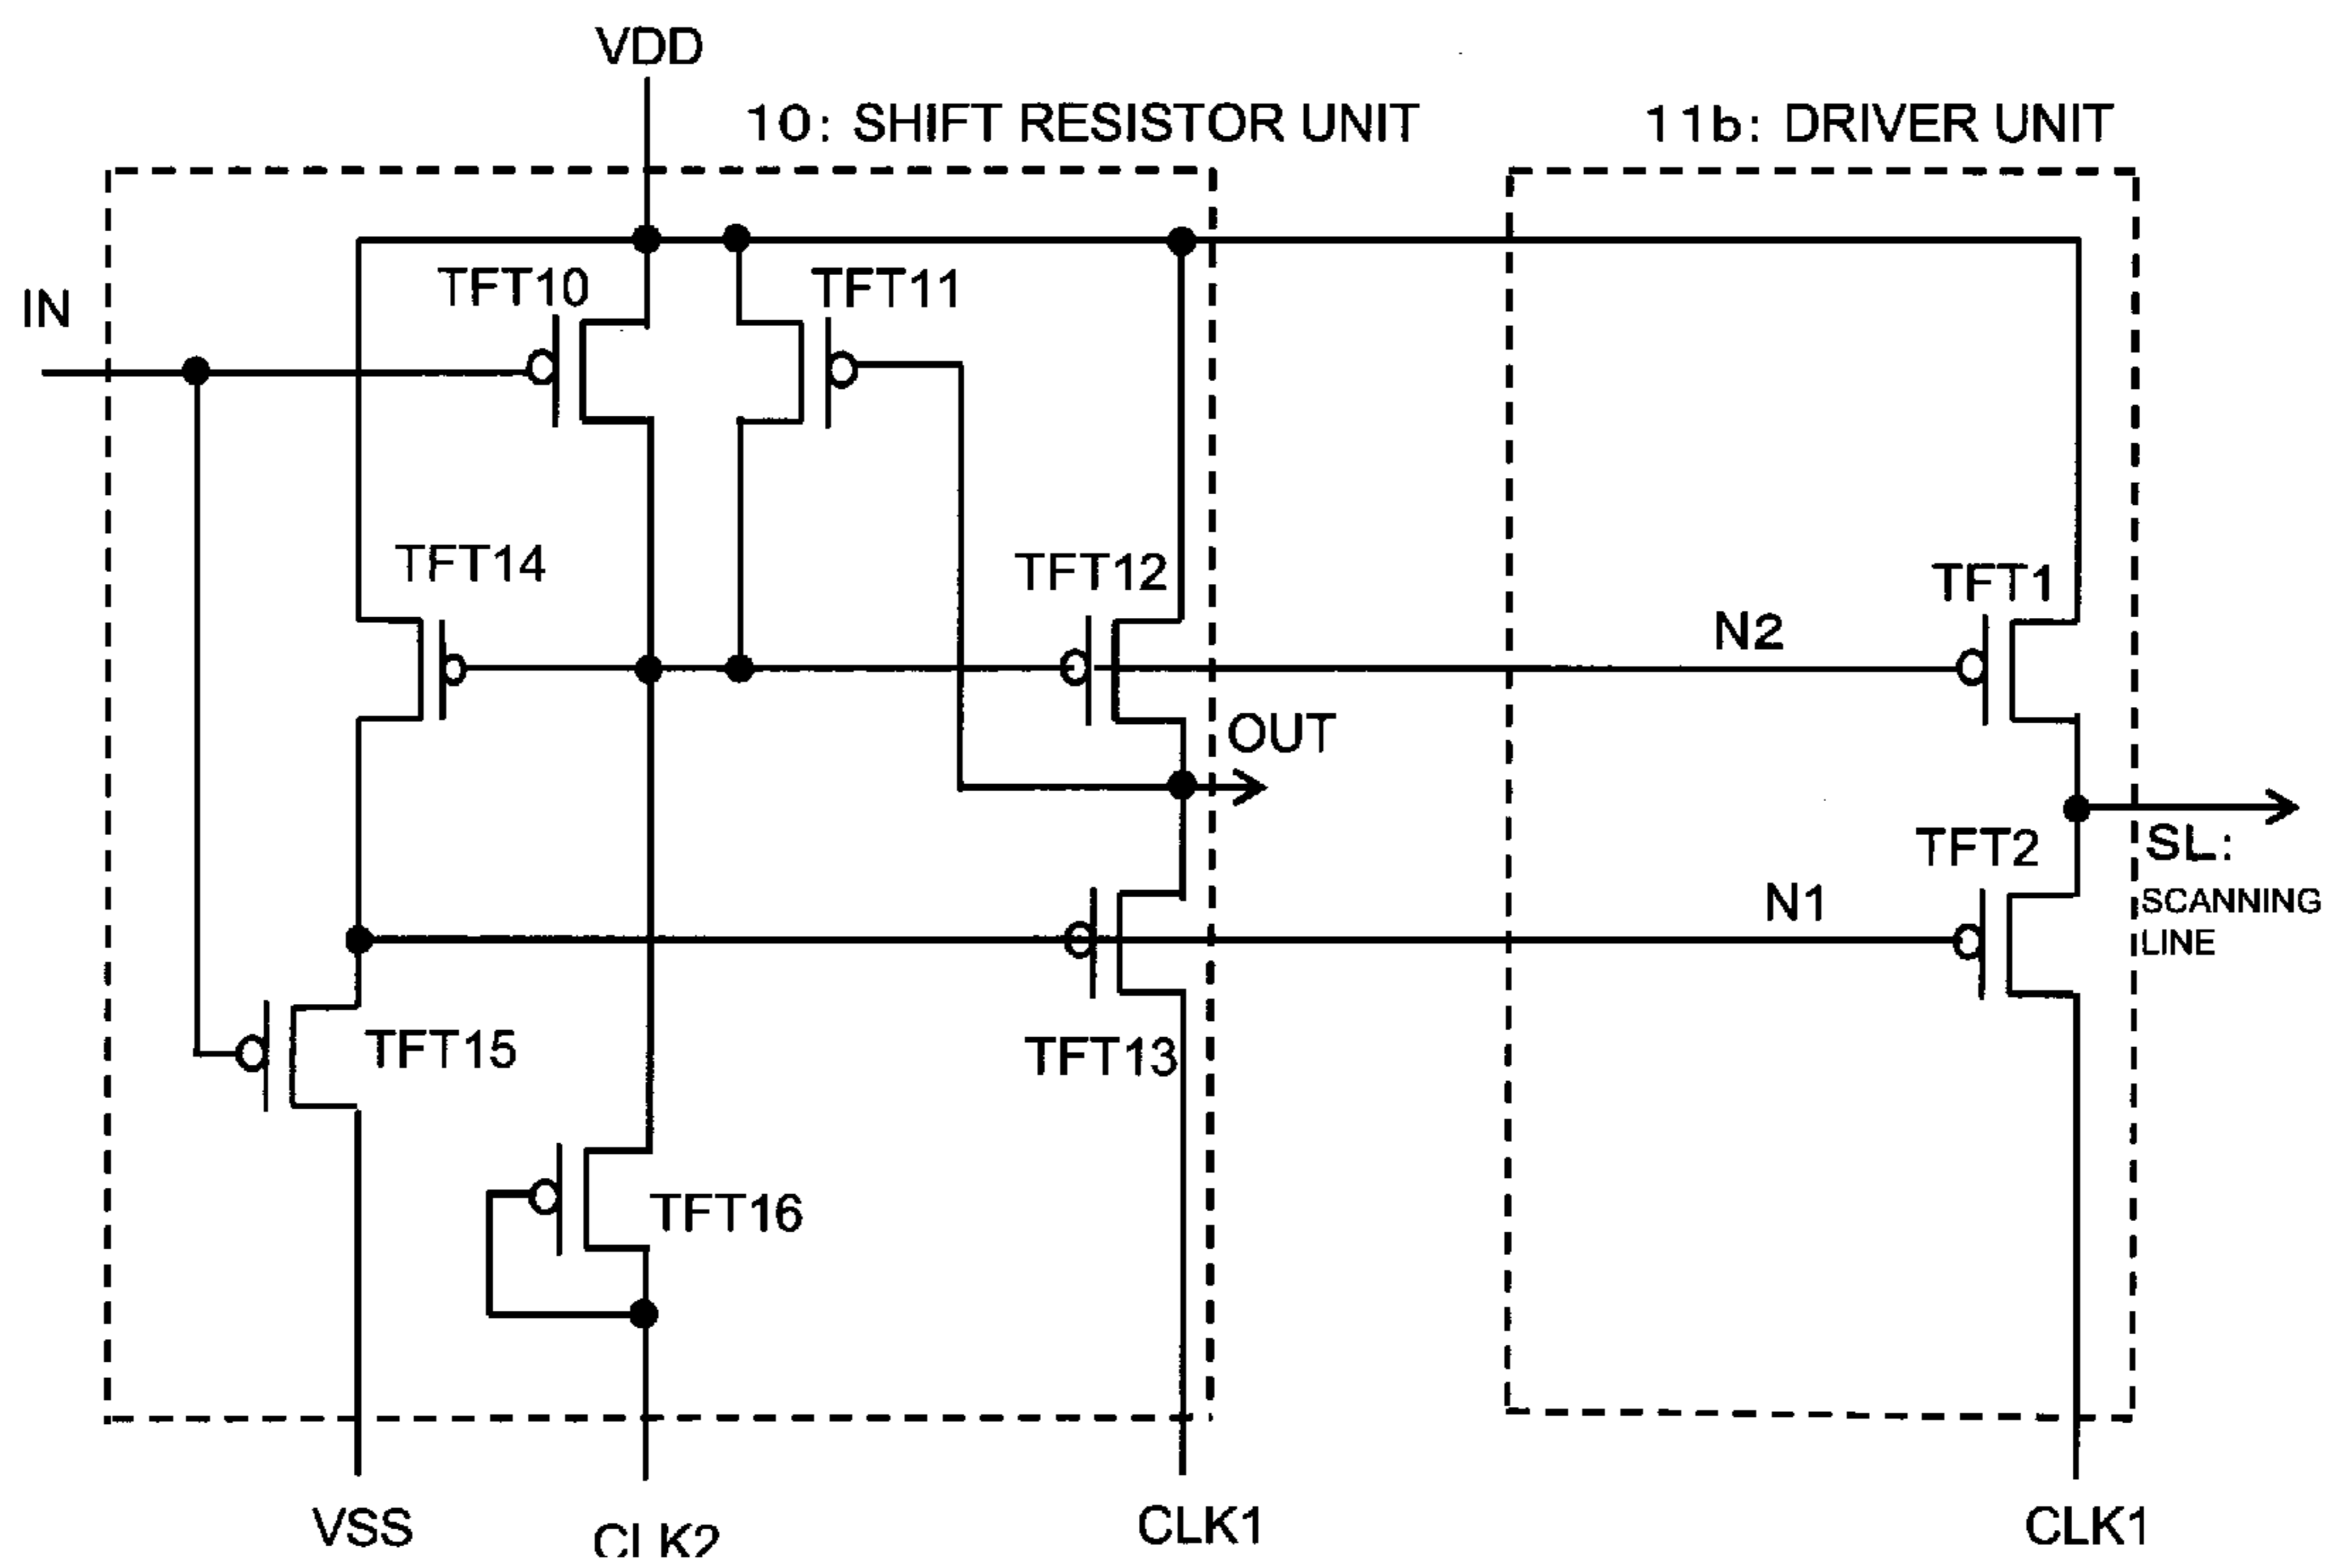 VDD
10: SHIFT RESISTOR UNIT
11b: DRIVER UNIT
IN
TFT10
TFT11
TFT14
TFT12
TFT1
N2
OUT
TFT2
SL:
SCANNING
LINE
N1
TFT15
TFT13
TFT16
VSS
CLK2
CLK1
CLK1